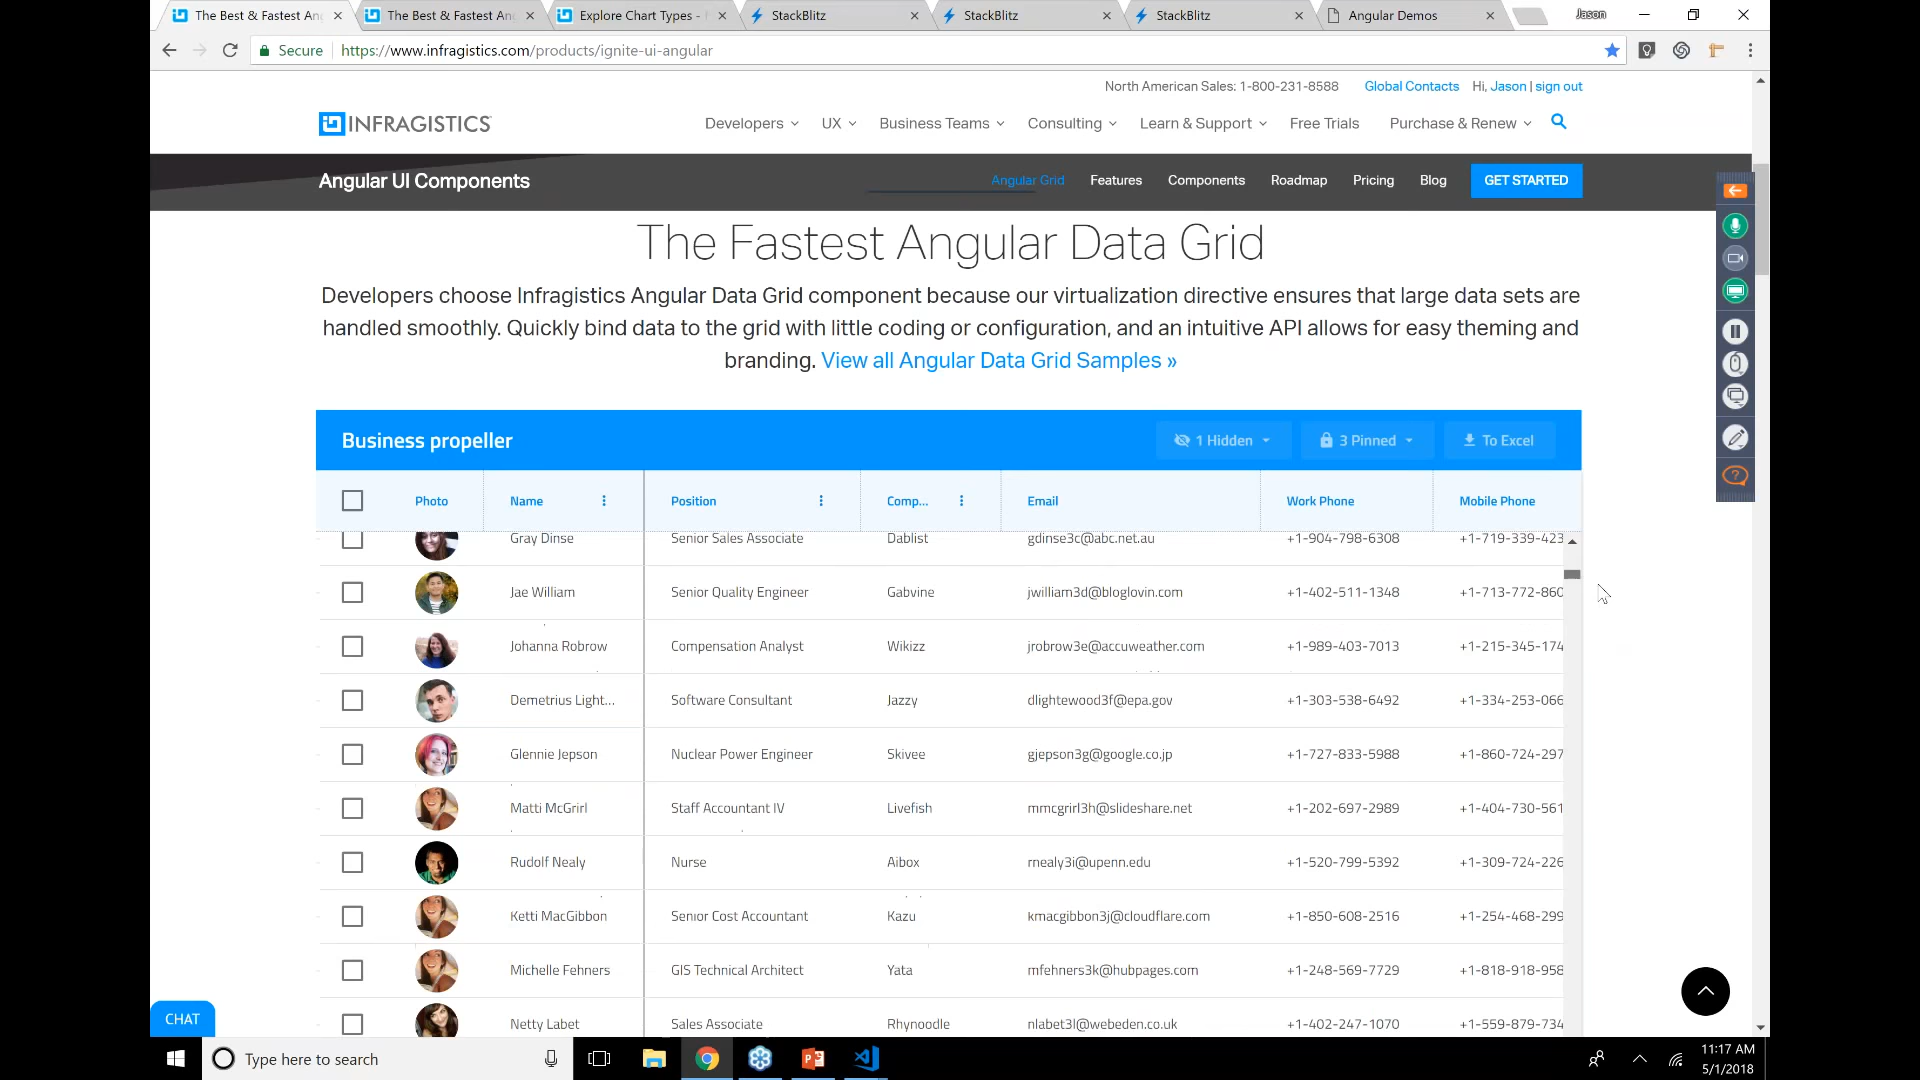 The Best & Fastest An
The Best & Fastest An
Explore Chart Types -
StackBlitz
StackBlitz
StackBlitz
Angular Demos
Jason
Secure
https://www.infragistics.com/products/ignite-ui-angular
North American Sales: 1-800-231-8588 Global Contacts Hi, Jason | sign out
INFRAGISTICS
Developers UX Business Teams Consulting Learn & Support Free Trials Purchase & Renew
Angular UI Components
Angular Grid Features Components Roadmap Pricing Blog GET STARTED
The Fastest Angular Data Grid
Developers choose Infragistics Angular Data Grid component because our virtualization directive ensures that large data sets are
handled smoothly. Quickly bind data to the grid with little coding or configuration, and an intuitive API allows for easy theming and
branding. View all Angular Data Grid Samples »
Business propeller
1 Hidden 3 Pinned To Excel
Photo Name Position Comp... Email Work Phone Mobile Phone
Gray Dinse Senior Sales Associate Dablist gdinse3c@abc.net.au +1-904-798-6308 +1-719-339-423
Jae William Senior Quality Engineer Gabvine jwilliam3d@bloglovin.com +1-402-511-1348 +1-713-772-860
Johanna Robrow Compensation Analyst Wikizz jrobrow3e@accuweather.com +1-989-403-7013 +1-215-345-174
Demetrius Light... Software Consultant Jazzy dlightewood3f@epa.gov +1-303-538-6492 +1-334-253-066
Glennie Jepson Nuclear Power Engineer Skivee gjepson3g@google.co.jp +1-727-833-5988 +1-860-724-297
Matti McGrirl Staff Accountant IV Livefish mmcgrirl3h@slideshare.net +1-202-697-2989 +1-404-730-561
Rudolf Nealy Nurse Aibox rnealy3i@upenn.edu +1-520-799-5392 +1-309-724-226
Ketti MacGibbon Senior Cost Accountant Kazu kmacgibbon3j@cloudflare.com +1-850-608-2516 +1-254-468-299
Michelle Fehners GIS Technical Architect Yata mfehners3k@hubpages.com +1-248-569-7729 +1-818-918-958
Netty Labet Sales Associate Rhynoodle nlabet3l@webeden.co.uk +1-402-247-1070 +1-559-879-734
CHAT
Type here to search
11:17 AM
5/1/2018